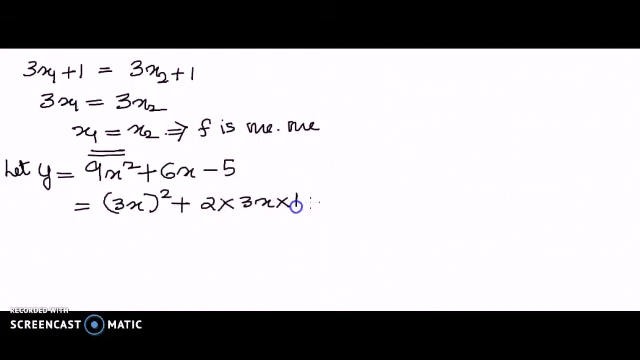 3x₁ + 1 = 3x₂ + 1
3x₁ = 3x₂
x₁ = x₂ ⇒ f is one.one
Let y = 9x² + 6x − 5
= (3x)² + 2 × 3x × 1
RECORDED WITH
SCREENCAST MATIC